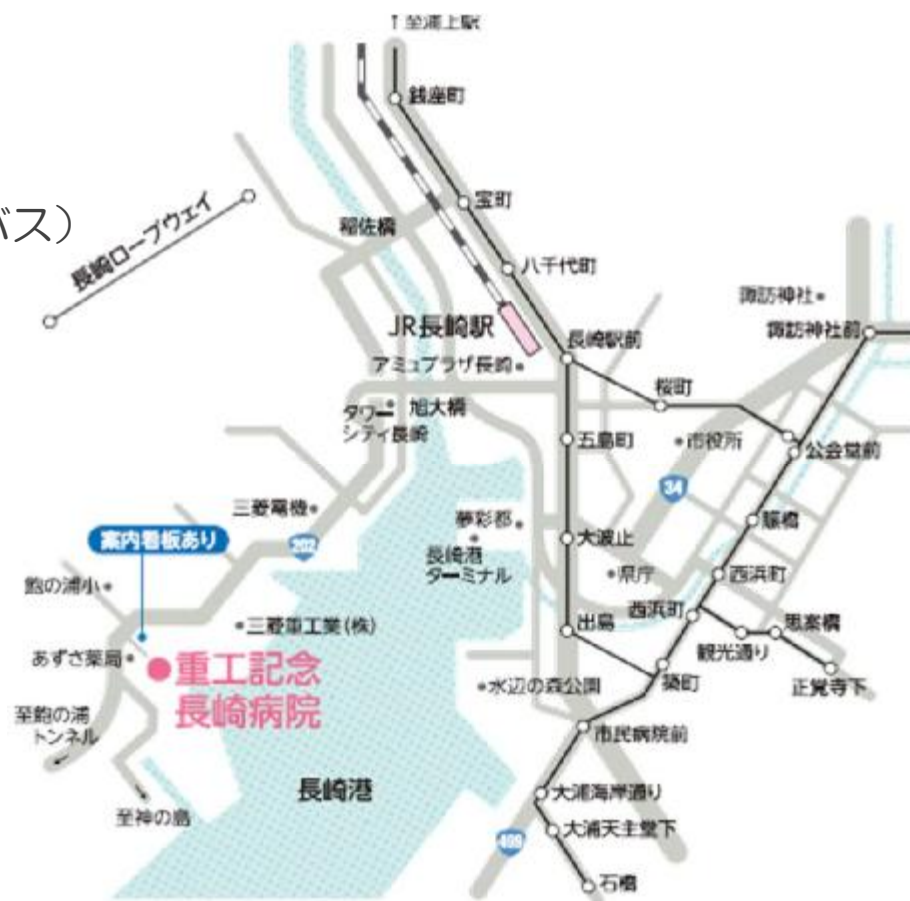 ↑至浦上駅
銭座町
バス）
宝町
長崎ロープウェイ
稲佐橋
八千代町
諏訪神社
JR長崎駅
長崎駅前
諏訪神社前
アミュプラザ長崎
桜町
旭大橋
タワー
シティ長崎
五島町
市役所
公会堂前
34
三菱電機
夢彩都
賑橋
202
大波止
案内看板あり
長崎港
ターミナル
県庁
西浜町
飽の浦小
西浜町
三菱重工業(株)
出島
思案橋
観光通り
あずさ薬局
重工記念
長崎病院
築町
正覚寺下
水辺の森公園
至飽の浦
トンネル
市民病院前
長崎港
大浦海岸通り
至神の島
大浦天主堂下
499
石橋